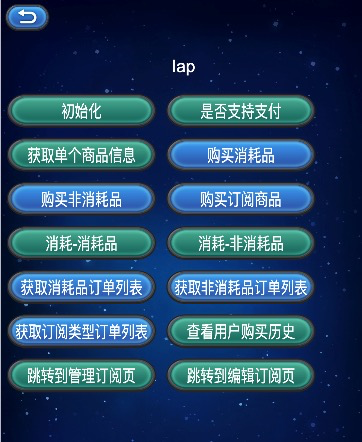 Iap
初始化
是否支持支付
获取单个商品信息
购买消耗品
购买非消耗品
购买订阅商品
消耗-消耗品
消耗-非消耗品
获取消耗品订单列表
获取非消耗品订单列表
获取订阅类型订单列表
查看用户购买历史
跳转到管理订阅页
跳转到编辑订阅页